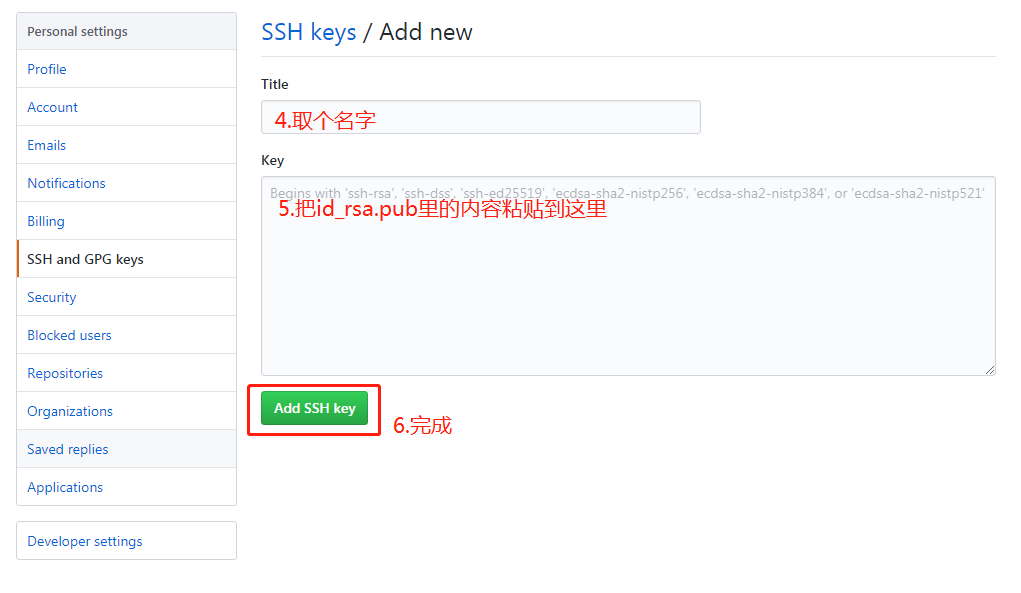 Personal settings
Profile
Account
Emails
Notifications
Billing
SSH and GPG keys
Security
Blocked users
Repositories
Organizations
Saved replies
Applications
Developer settings
SSH keys / Add new
Title
4.取个名字
Key
Begins with 'ssh-rsa', 'ssh-dss', 'ssh-ed25519', 'ecdsa-sha2-nistp256', 'ecdsa-sha2-nistp384', or 'ecdsa-sha2-nistp521'
5.把id_rsa.pub里的内容粘贴到这里
Add SSH key
6.完成